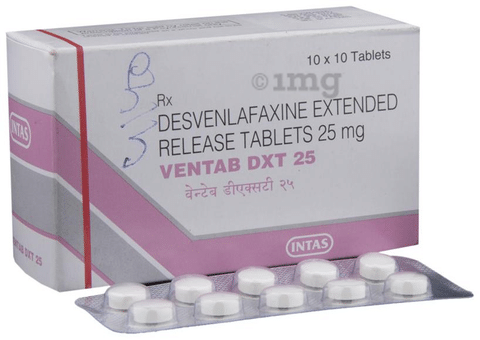 10 x 10 Tablets
©1mg
Rx
DESVENLAFAXINE EXTENDED
RELEASE TABLETS 25 mg
VENTAB DXT 25
वेन्टेब डीएक्सटी २५
INTAS
INTAS
VENTAB DXT 25